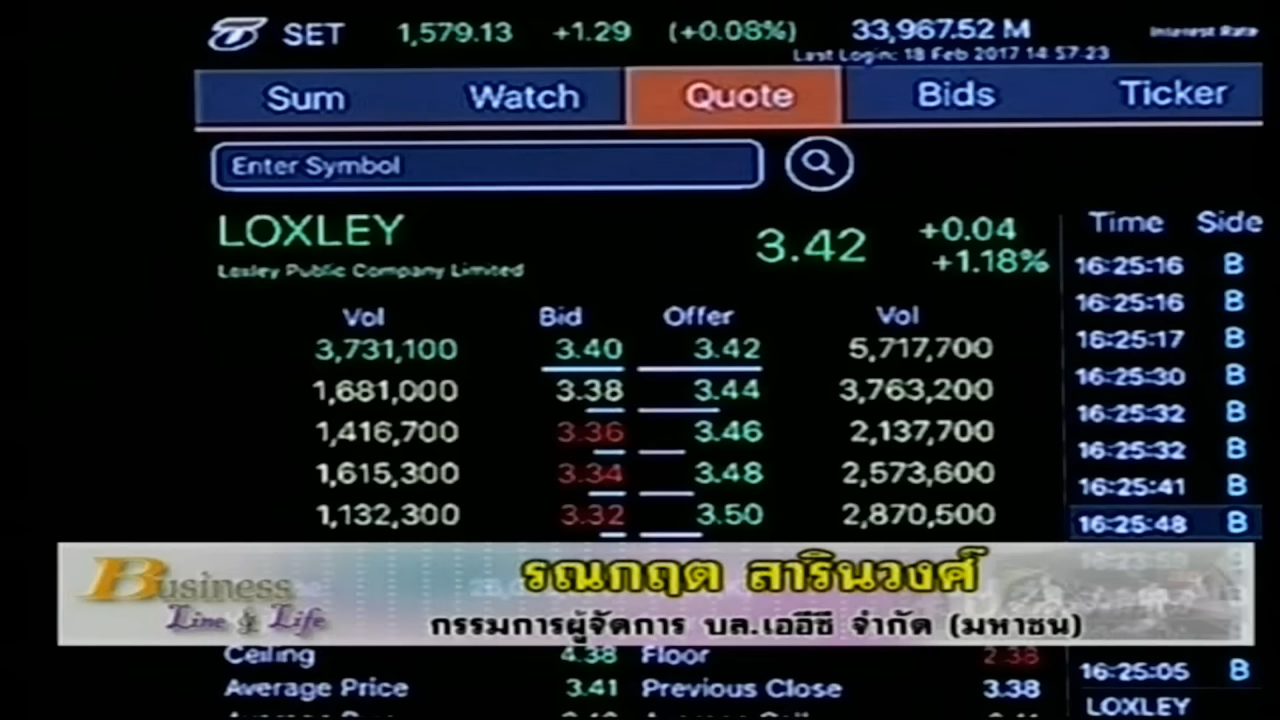 SET 1,579.13 +1.29 (+0.08%) 33,967.52 M Interest Rate
Last Login: 18 Feb 2017 14:57:23
Sum Watch Quote Bids Ticker
Enter Symbol
LOXLEY 3.42 +0.04 +1.18%
Loxley Public Company Limited
Time Side
Vol Bid Offer Vol
3,731,100 3.40 3.42 5,717,700
1,681,000 3.38 3.44 3,763,200
1,416,700 3.36 3.46 2,137,700
1,615,300 3.34 3.48 2,573,600
1,132,300 3.32 3.50 2,870,500
16:25:16 B
16:25:16 B
16:25:17 B
16:25:30 B
16:25:32 B
16:25:32 B
16:25:41 B
16:25:48 B
Business
Line & Life
รณกฤต สารินวงศ์
กรรมการผู้จัดการ บล.เออีซี จำกัด (มหาชน)
Ceiling 4.38 Floor 2.38
Average Price 3.41 Previous Close 3.38
16:25:05 B
LOXLEY